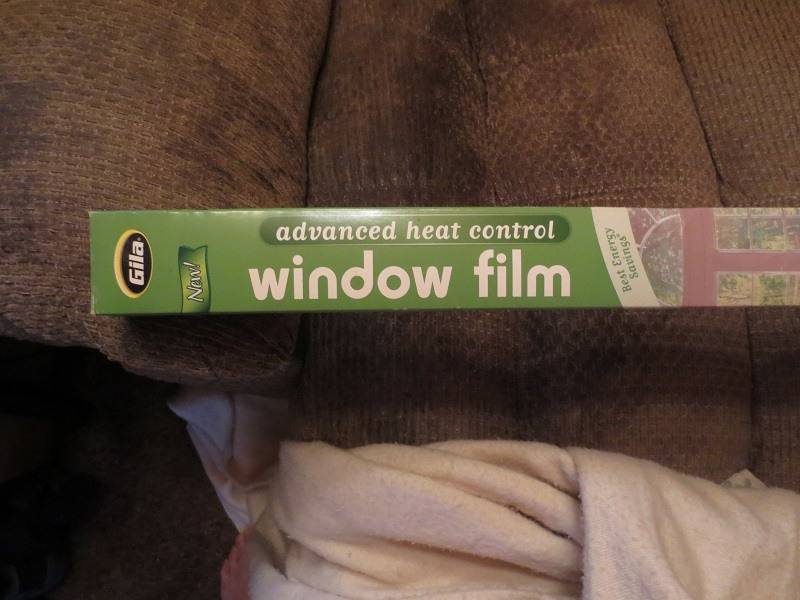 Gila
New!
advanced heat control
window film
Best Energy
Savings*